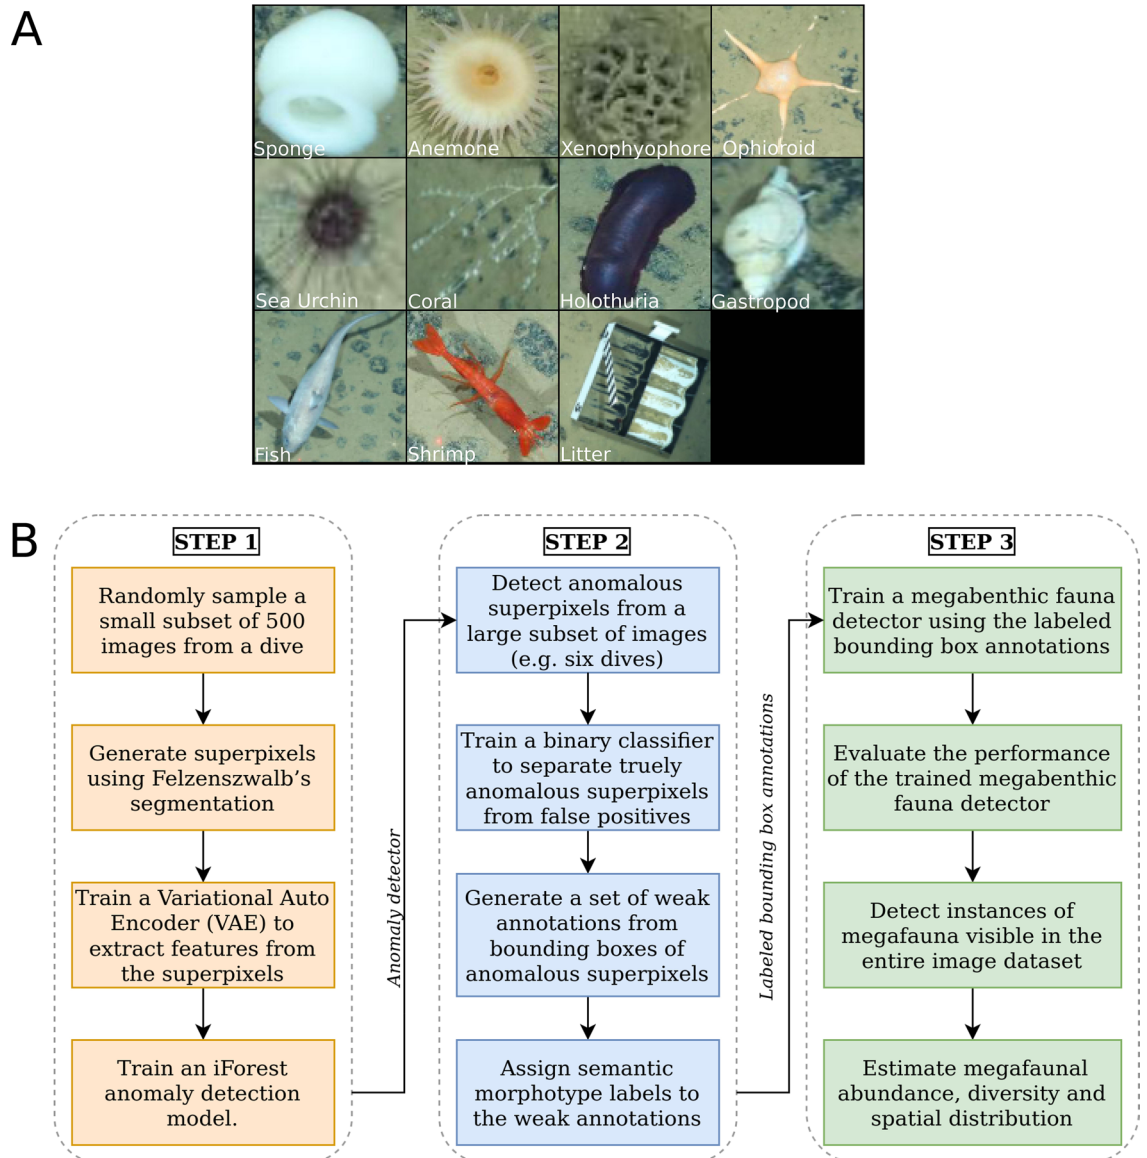 A
Sponge
Anemone
Xenophyophore
Ophioroid
Sea Urchin
Coral
Holothuria
Gastropod
Fish
Shrimp
Litter
B
STEP 1
Randomly sample a
small subset of 500
images from a dive
Generate superpixels
using Felzenszwalb’s
segmentation
Train a Variational Auto
Encoder (VAE) to
extract features from
the superpixels
Train an iForest
anomaly detection
model.
Anomaly detector
STEP 2
Detect anomalous
superpixels from a
large subset of images
(e.g. six dives)
Train a binary classifier
to separate truely
anomalous superpixels
from false positives
Generate a set of weak
annotations from
bounding boxes of
anomalous superpixels
Assign semantic
morphotype labels to
the weak annotations
Labeled bounding box annotations
STEP 3
Train a megabenthic fauna
detector using the labeled
bounding box annotations
Evaluate the performance
of the trained megabenthic
fauna detector
Detect instances of
megafauna visible in the
entire image dataset
Estimate megafaunal
abundance, diversity and
spatial distribution